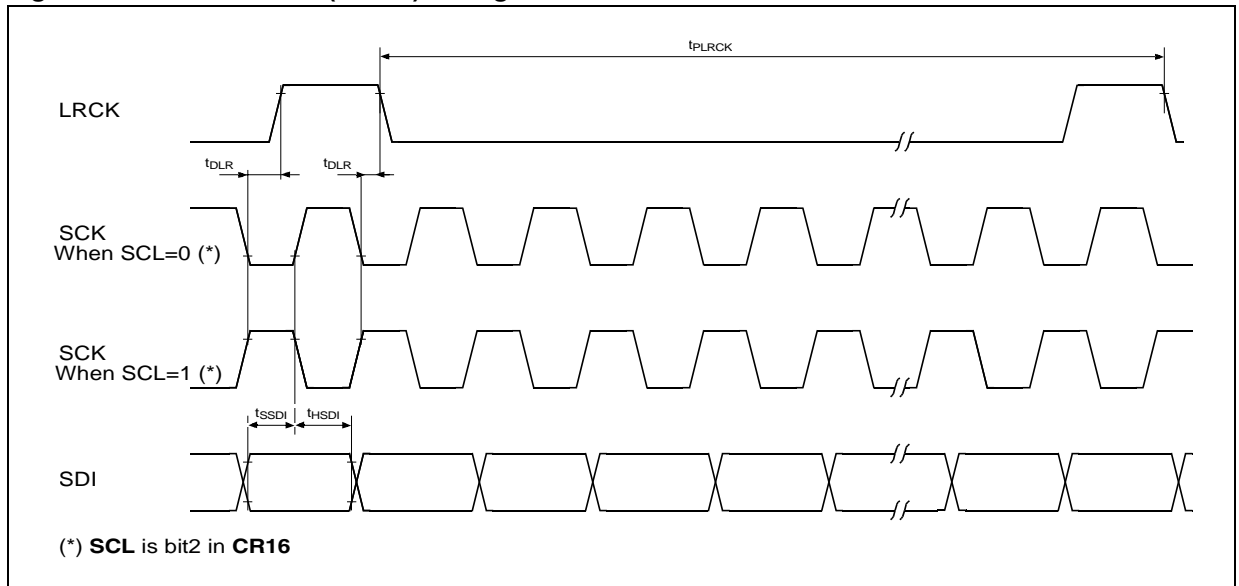 tPLRCK
LRCK
tDLR
tDLR
SCK
When SCL=0 (*)
SCK
When SCL=1 (*)
tSSDI
tHSDI
SDI
(*) SCL is bit2 in CR16